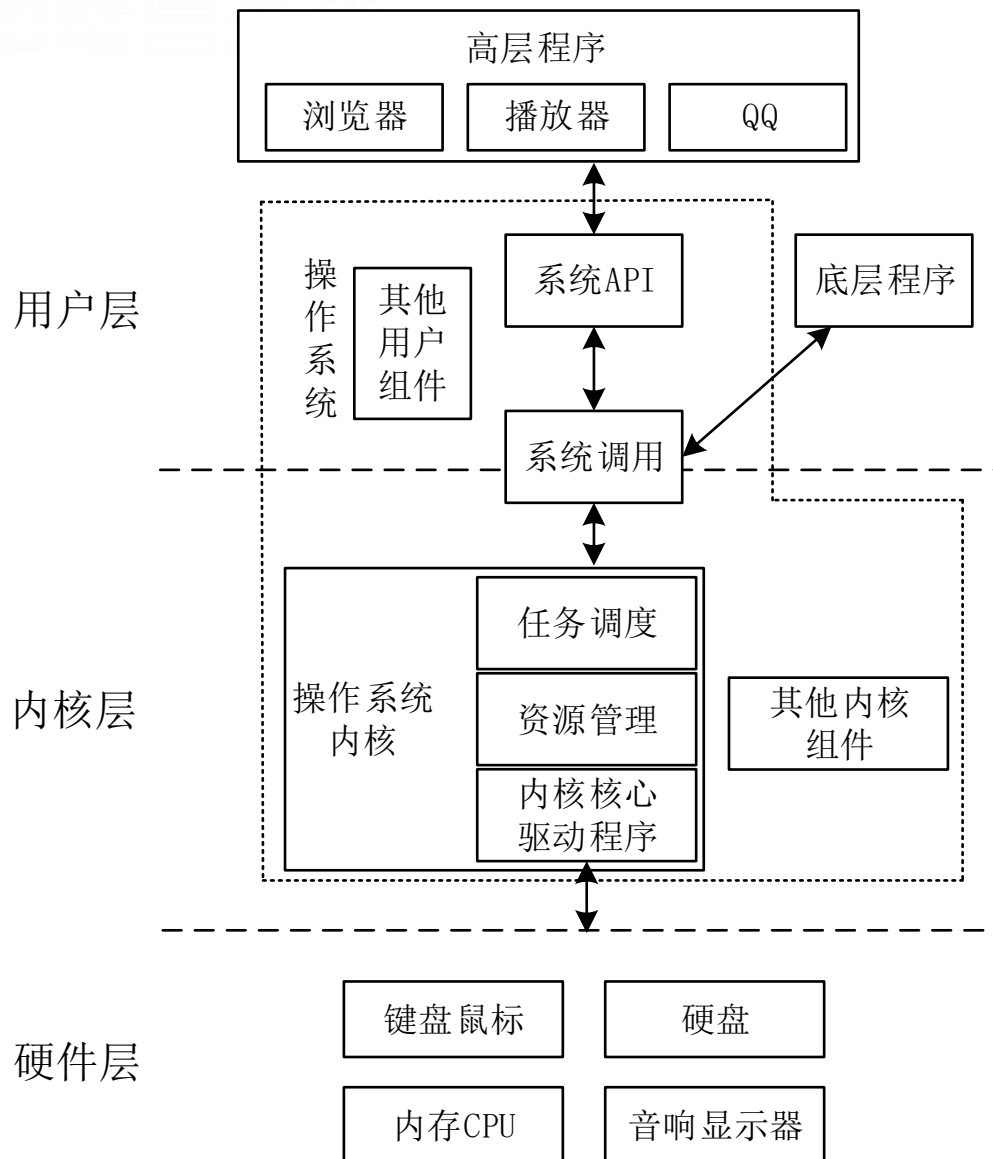 高层程序
浏览器
播放器
QQ
用户层
操作系统
其他
用户
组件
系统API
底层程序
系统调用
内核层
操作系统
内核
任务调度
资源管理
内核核心
驱动程序
其他内核
组件
硬件层
键盘鼠标
硬盘
内存CPU
音响显示器